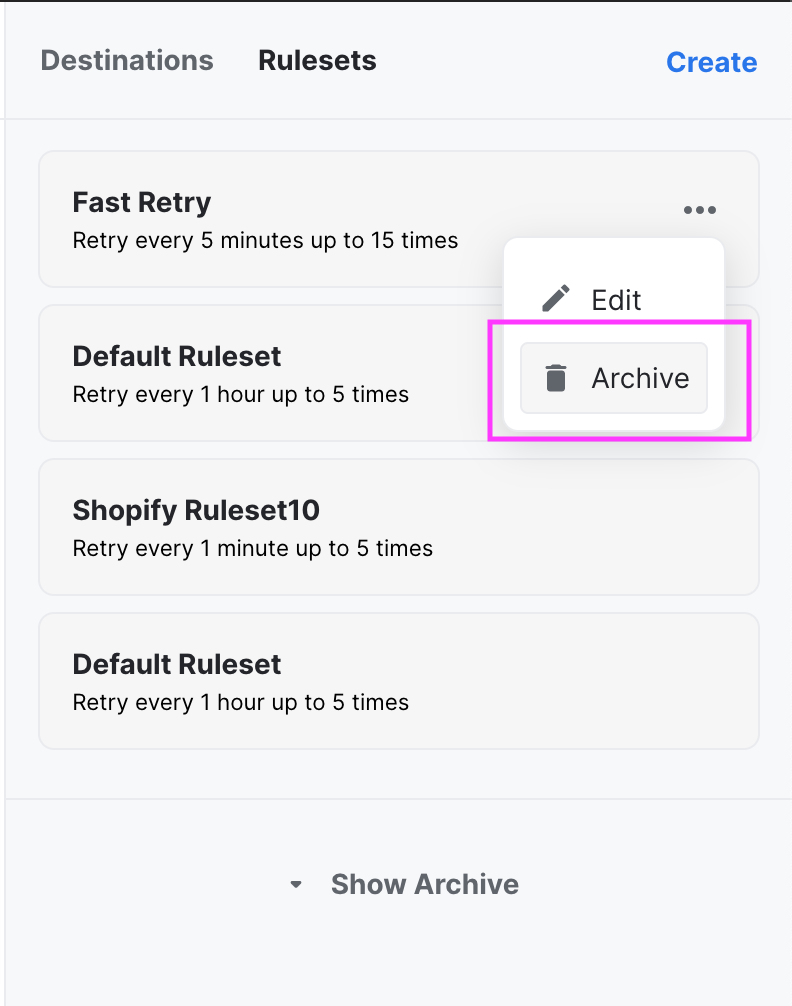 Destinations Rulesets Create
Fast Retry
Retry every 5 minutes up to 15 times
Edit
Default Ruleset
Retry every 1 hour up to 5 times
Archive
Shopify Ruleset10
Retry every 1 minute up to 5 times
Default Ruleset
Retry every 1 hour up to 5 times
Show Archive